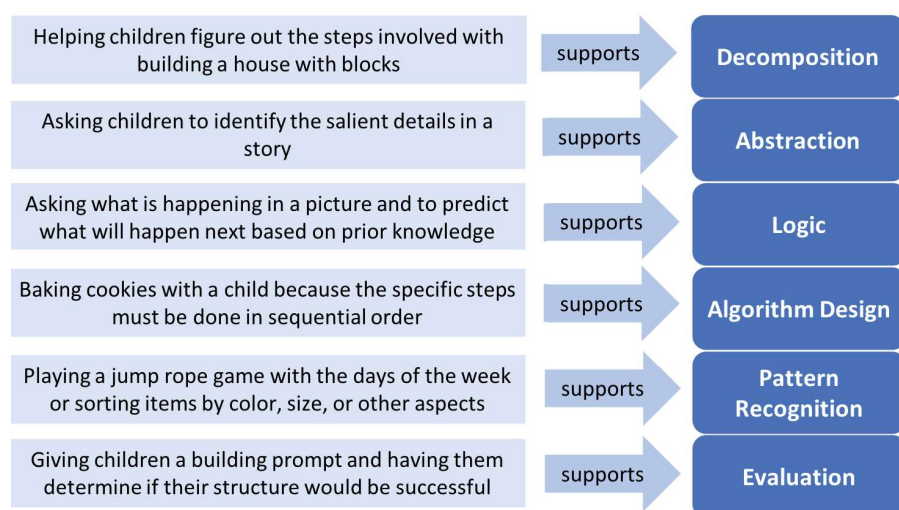 Helping children figure out the steps involved with
building a house with blocks
supports
Decomposition
Asking children to identify the salient details in a
story
supports
Abstraction
Asking what is happening in a picture and to predict
what will happen next based on prior knowledge
supports
Logic
Baking cookies with a child because the specific steps
must be done in sequential order
supports
Algorithm Design
Playing a jump rope game with the days of the week
or sorting items by color, size, or other aspects
supports
Pattern
Recognition
Giving children a building prompt and having them
determine if their structure would be successful
supports
Evaluation